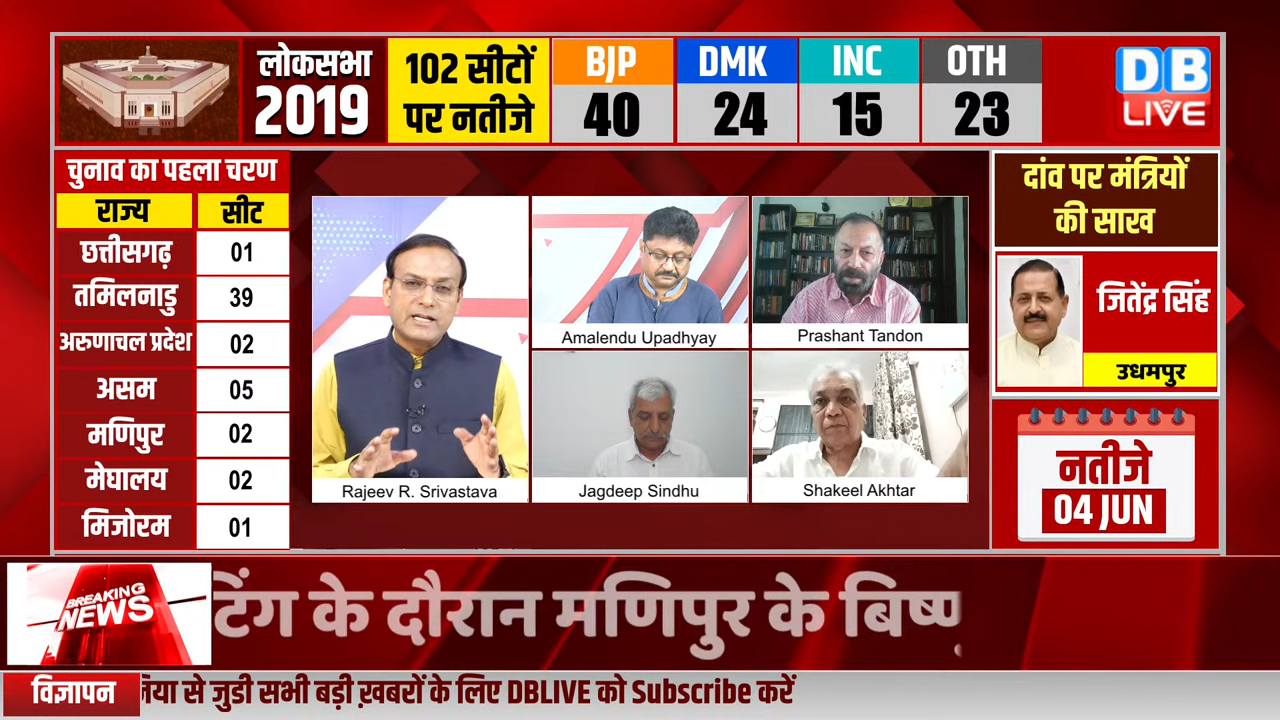 लोकसभा
2019
102 सीटों
पर नतीजे
BJP
40
DMK
24
INC
15
OTH
23
DB
LIVE
चुनाव का पहला चरण
राज्य सीट
छत्तीसगढ़ 01
तमिलनाडु 39
अरुणाचल प्रदेश 02
असम 05
मणिपुर 02
मेघालय 02
मिजोरम 01
Rajeev R. Srivastava
Amalendu Upadhyay
Prashant Tandon
Jagdeep Sindhu
Shakeel Akhtar
दांव पर मंत्रियों
की साख
जितेंद्र सिंह
उधमपुर
नतीजे
04 JUN
BREAKING
NEWS
टिंग के दौरान मणिपुर के
विज्ञापन
से जुडी सभी बड़ी ख़बरों के लिए DBLIVE को Subscribe करें